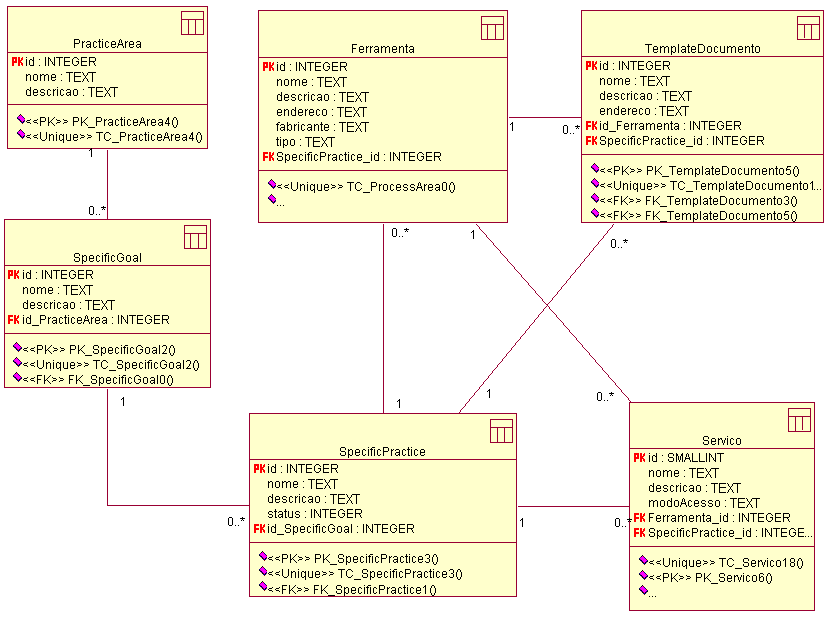 PracticeArea
PK id : INTEGER
nome : TEXT
descricao : TEXT
<<PK>> PK_PracticeArea4()
<<Unique>> TC_PracticeArea4()
1
0..*
Ferramenta
PK id : INTEGER
nome : TEXT
descricao : TEXT
endereco : TEXT
fabricante : TEXT
tipo : TEXT
FK SpecificPractice_id : INTEGER
<<Unique>> TC_ProcessArea0()
...
1
0..*
TemplateDocumento
PK id : INTEGER
nome : TEXT
descricao : TEXT
endereco : TEXT
FK id_Ferramenta : INTEGER
FK SpecificPractice_id : INTEGER
<<PK>> PK_TemplateDocumento5()
<<Unique>> TC_TemplateDocumento1...
<<FK>> FK_TemplateDocumento3()
<<FK>> FK_TemplateDocumento5()
0..*
1
0..*
SpecificGoal
PK id : INTEGER
nome : TEXT
descricao : TEXT
FK id_PracticeArea : INTEGER
<<PK>> PK_SpecificGoal2()
<<Unique>> TC_SpecificGoal2()
<<FK>> FK_SpecificGoal0()
1
0..*
1
1
0..*
SpecificPractice
PK id : INTEGER
nome : TEXT
descricao : TEXT
status : INTEGER
FK id_SpecificGoal : INTEGER
<<PK>> PK_SpecificPractice3()
<<Unique>> TC_SpecificPractice3()
<<FK>> FK_SpecificPractice1()
1
0..*
Servico
PK id : SMALLINT
nome : TEXT
descricao : TEXT
modoAcesso : TEXT
FK Ferramenta_id : INTEGER
FK SpecificPractice_id : INTEGE...
<<Unique>> TC_Servico18()
<<PK>> PK_Servico6()
...